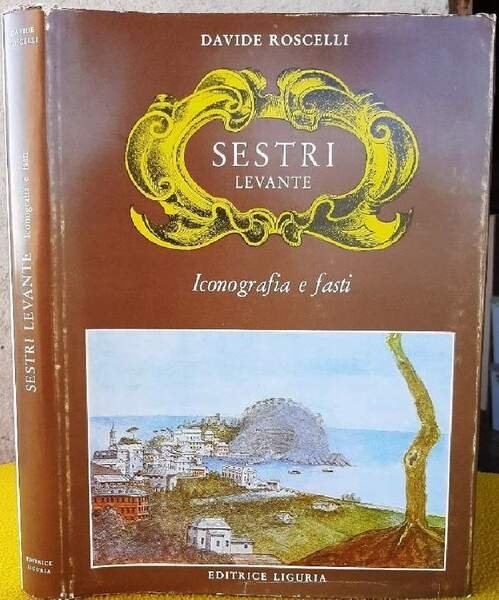 DAVIDE
ROSCELLI
SESTRI LEVANTE Iconografia e fasti
EDITRICE
LIGURIA
DAVIDE ROSCELLI
SESTRI
LEVANTE
Iconografia e fasti
EDITRICE LIGURIA